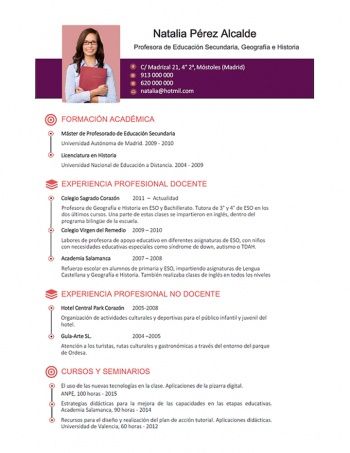 Natalia Pérez Alcalde
Profesora de Educación Secundaria, Geografía e Historia
C/ Madrizal 21, 4° 2ª, Móstoles (Madrid)
913 000 000
620 000 000
natalia@hotmil.com
FORMACIÓN ACADÉMICA
Máster de Profesorado de Educación Secundaria
Universidad Autónoma de Madrid. 2009 - 2010
Licenciatura en Historia
Universidad Nacional de Educación a Distancia. 2004 - 2009
EXPERIENCIA PROFESIONAL DOCENTE
Colegio Sagrado Corazón 2011 – Actualidad
Profesora de Geografía e Historia en ESO y Bachillerato. Tutora de 3° y 4° de ESO en los
dos últimos cursos. Una parte de estas clases se impartieron en inglés, dentro del
programa bilingüe de la escuela.
Colegio Virgen del Remedio 2009 – 2010
Labores de profesora de apoyo educativo en diferentes asignaturas de ESO, con niños
con necesidades educativas especiales como síndrome de down, autismo o TDAH.
Academia Salamanca 2007 – 2008
Refuerzo escolar en alumnos de primaria y ESO, impartiendo asignaturas de Lengua
Castellana y Geografía e Historia. También realizaba clases de inglés en todos los niveles
EXPERIENCIA PROFESIONAL NO DOCENTE
Hotel Central Park Corazón 2005-2008
Organización de actividades culturales y deportivas para el público infantil y juvenil del
hotel.
Guía-Arte SL. 2004 –2005
Atención a los turistas, rutas culturales y gastronómicas a través del entorno del parque
de Ordesa.
CURSOS Y SEMINARIOS
El uso de las nuevas tecnologías en la clase. Aplicaciones de la pizarra digital.
ANPE, 100 horas - 2015
Estrategias didácticas para la mejora de las capacidades en las etapas educativas.
Academia Salamanca, 90 horas - 2014
Recursos para el diseño y realización del plan de acción tutorial. Aplicaciones didácticas.
Universidad de Valencia, 60 horas - 2012